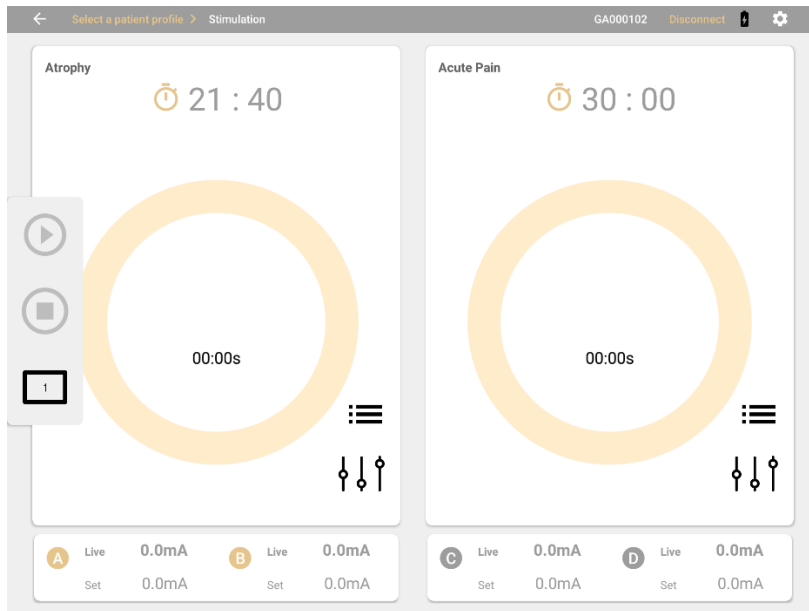 Select a patient profile > Stimulation GA000102 Disconnect
Atrophy
21 : 40
Acute Pain
30 : 00
1
00:00s
00:00s
A Live 0.0mA B Live 0.0mA
Set 0.0mA Set 0.0mA
C Live 0.0mA D Live 0.0mA
Set 0.0mA Set 0.0mA